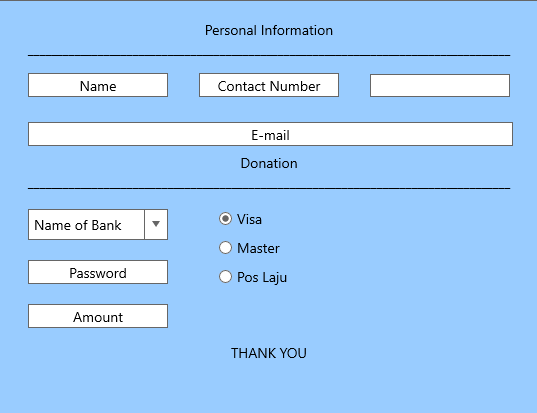 Personal Information
Name
Contact Number
E-mail
Donation
Name of Bank
Visa
Master
Password
Pos Laju
Amount
THANK YOU